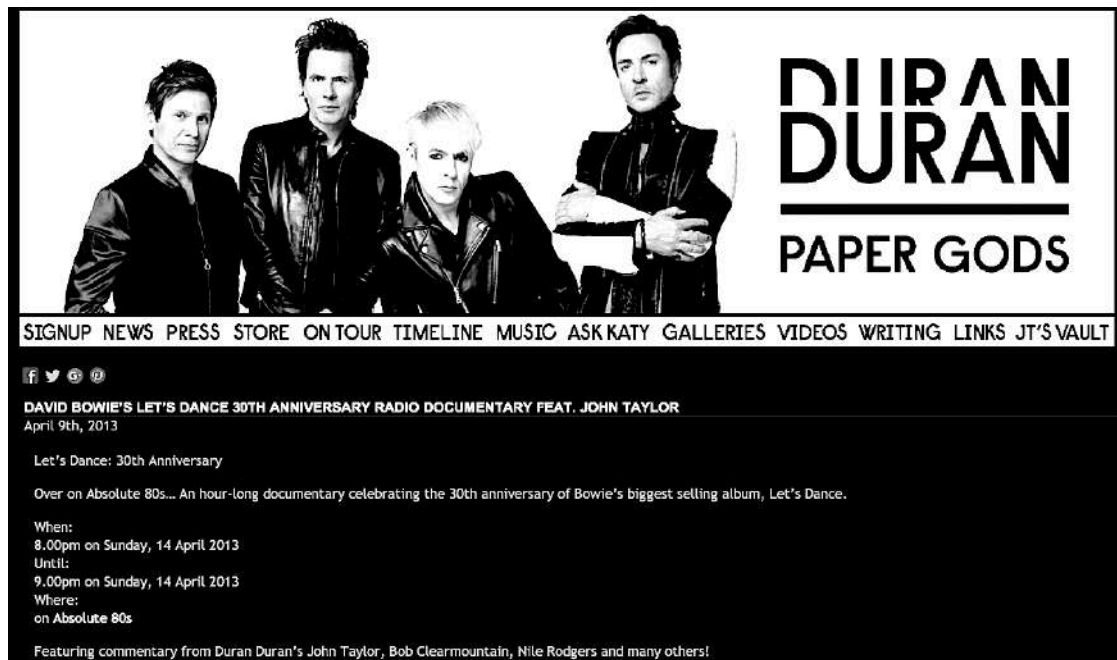 DURAN
DURAN
PAPER GODS
SIGNUP NEWS PRESS STORE ON TOUR TIMELINE MUSIC ASK KATY GALLERIES VIDEOS WRITING LINKS JT'S VAULT
DAVID BOWIE'S LET'S DANCE 30TH ANNIVERSARY RADIO DOCUMENTARY FEAT. JOHN TAYLOR
April 9th, 2013
Let's Dance: 30th Anniversary
Over on Absolute 80s... An hour-long documentary celebrating the 30th anniversary of Bowie's biggest selling album, Let's Dance.
When:
8.00pm on Sunday, 14 April 2013
Until:
9.00pm on Sunday, 14 April 2013
Where:
on Absolute 80s
Featuring commentary from Duran Duran's John Taylor, Bob Clearmountain, Nile Rodgers and many others!